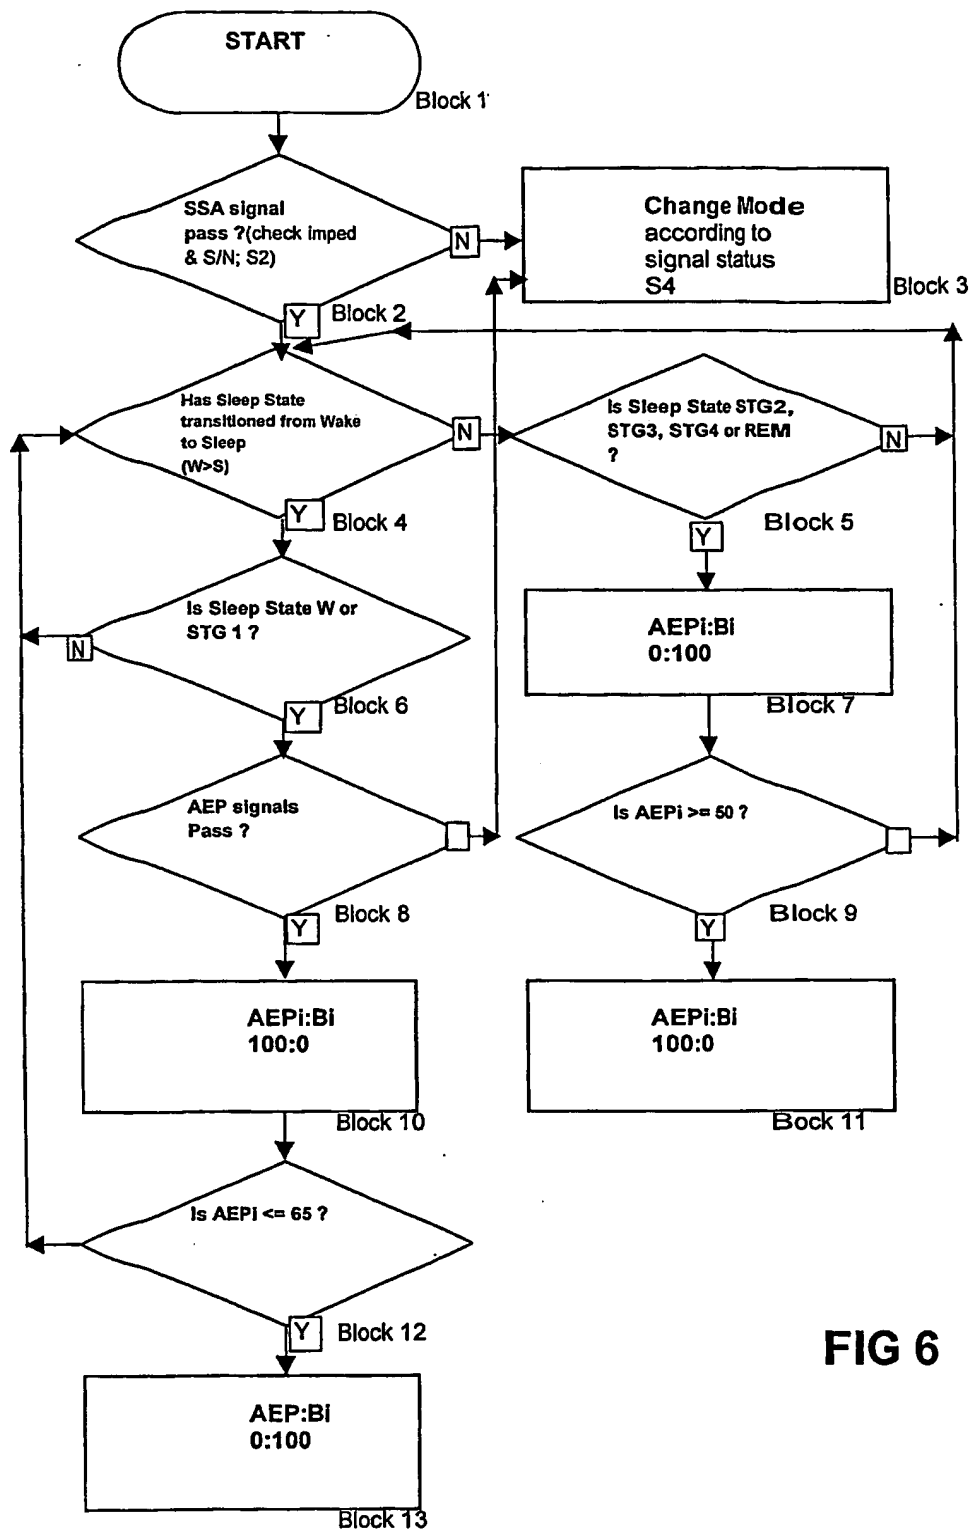 START
Block 1
SSA signal
pass ?(check imped
& S/N; S2)
N
Y
Block 2
Change Mode
according to
signal status
S4
Block 3
Has Sleep State
transitioned from Wake
to Sleep
(W>S)
N
Y
Block 4
Is Sleep State STG2,
STG3, STG4 or REM
?
N
Y
Block 5
Is Sleep State W or
STG 1 ?
N
Y
Block 6
AEPi:Bi
0:100
Block 7
AEP signals
Pass ?
Y
Block 8
Is AEPi >= 50 ?
Y
Block 9
AEPi:Bi
100:0
Block 10
AEPi:Bi
100:0
Bock 11
Is AEPi <= 65 ?
Y
Block 12
AEP:Bi
0:100
Block 13
FIG 6